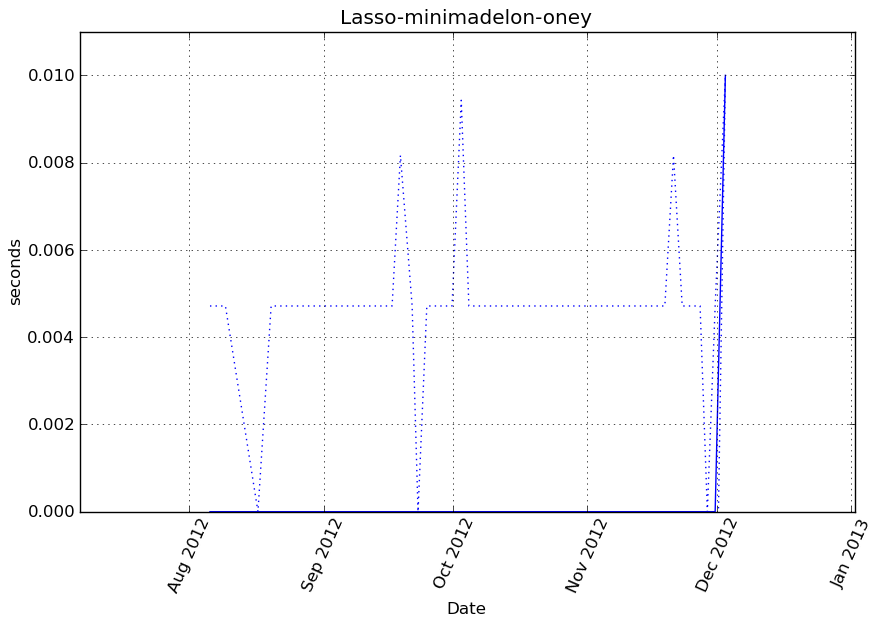 Lasso-minimadelon-oney
0.010
0.008
0.006
0.004
0.002
0.000
seconds
Aug 2012
Sep 2012
Oct 2012
Nov 2012
Dec 2012
Jan 2013
Date